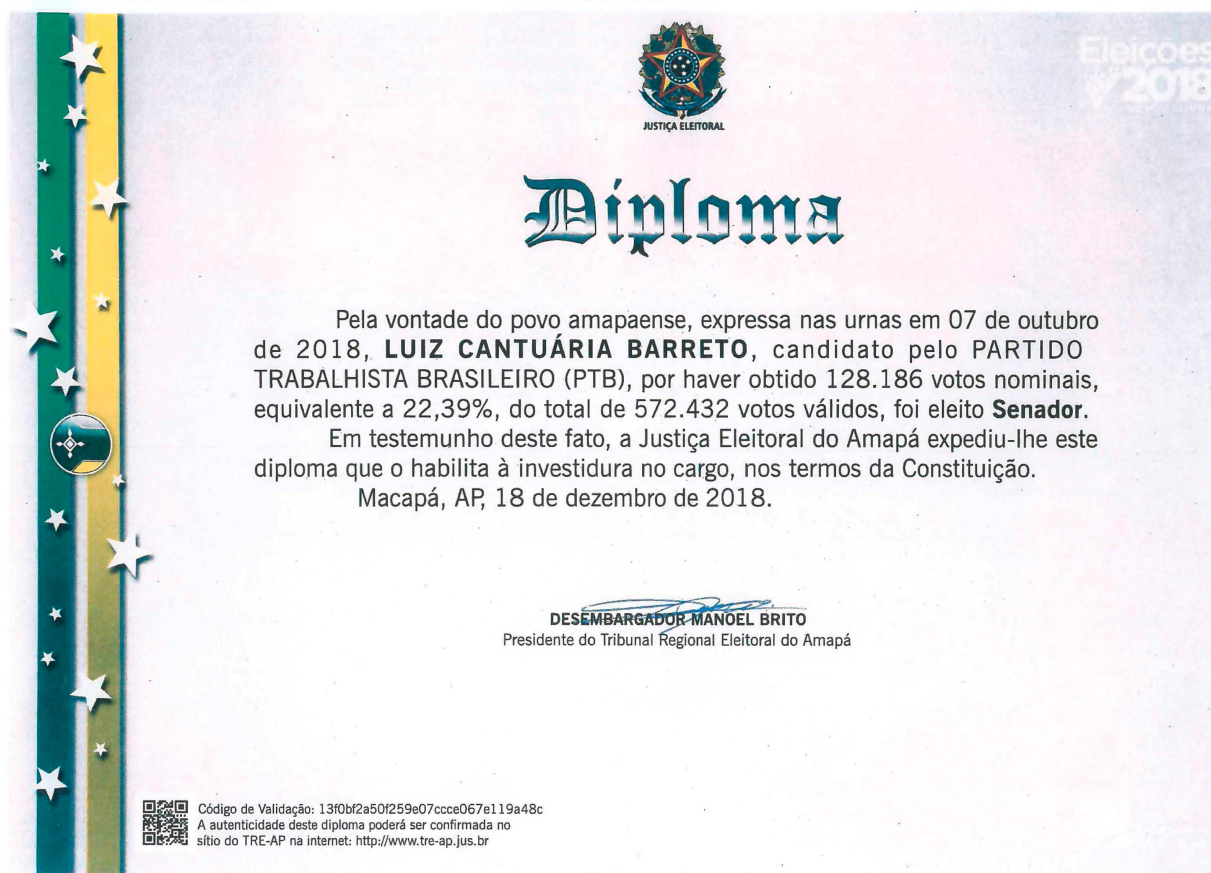 Eleições
2018
JUSTIÇA ELEITORAL
Diploma
Pela vontade do povo amapaense, expressa nas urnas em 07 de outubro
de 2018, LUIZ CANTUÁRIA BARRETO, candidato pelo PARTIDO
TRABALHISTA BRASILEIRO (PTB), por haver obtido 128.186 votos nominais,
equivalente a 22,39%, do total de 572.432 votos válidos, foi eleito Senador.
Em testemunho deste fato, a Justiça Eleitoral do Amapá expediu-lhe este
diploma que o habilita à investidura no cargo, nos termos da Constituição.
Macapá, AP, 18 de dezembro de 2018.
DESEMBARGADOR MANOEL BRITO
Presidente do Tribunal Regional Eleitoral do Amapá
Código de Validação: 13f0bf2a50f259e07ccce067e119a48c
A autenticidade deste diploma poderá ser confirmada no
sítio do TRE-AP na internet: http://www.tre-ap.jus.br